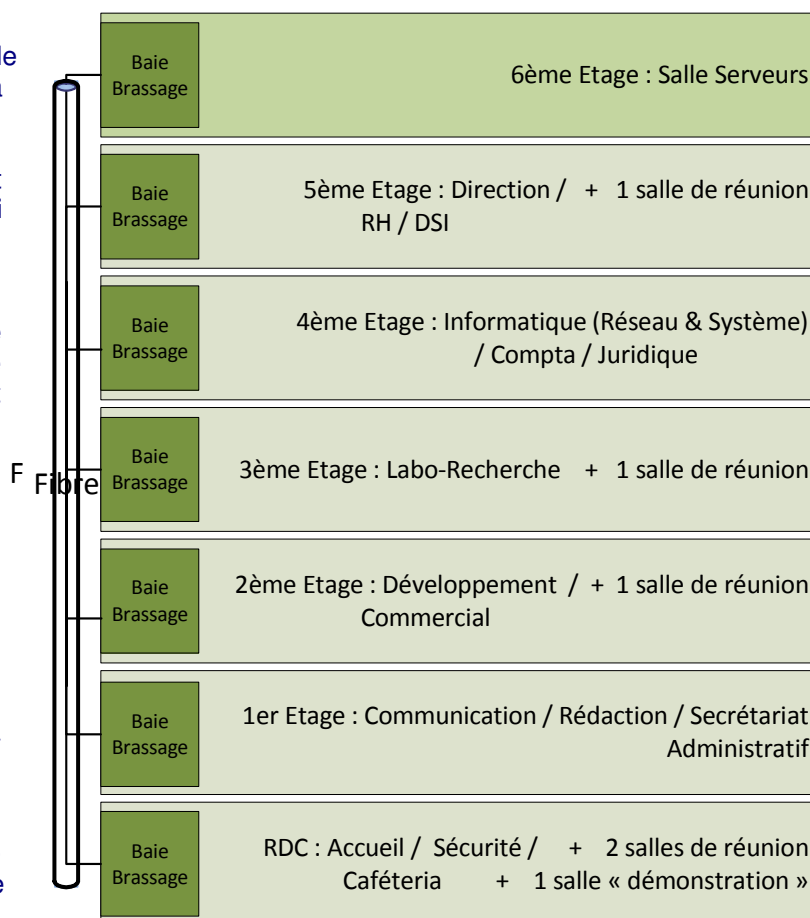 le
a
Baie
Brassage
6ème Etage : Salle Serveurs
Baie
Brassage
5ème Etage : Direction / + 1 salle de réunion
RH / DSI
Baie
Brassage
4ème Etage : Informatique (Réseau & Système)
/ Compta / Juridique
F Fibre
Baie
Brassage
3ème Etage : Labo-Recherche + 1 salle de réunion
Baie
Brassage
2ème Etage : Développement / + 1 salle de réunion
Commercial
Baie
Brassage
1er Etage : Communication / Rédaction / Secrétariat
Administratif
Baie
Brassage
RDC : Accueil / Sécurité / + 2 salles de réunion
Caféteria + 1 salle « démonstration »
e